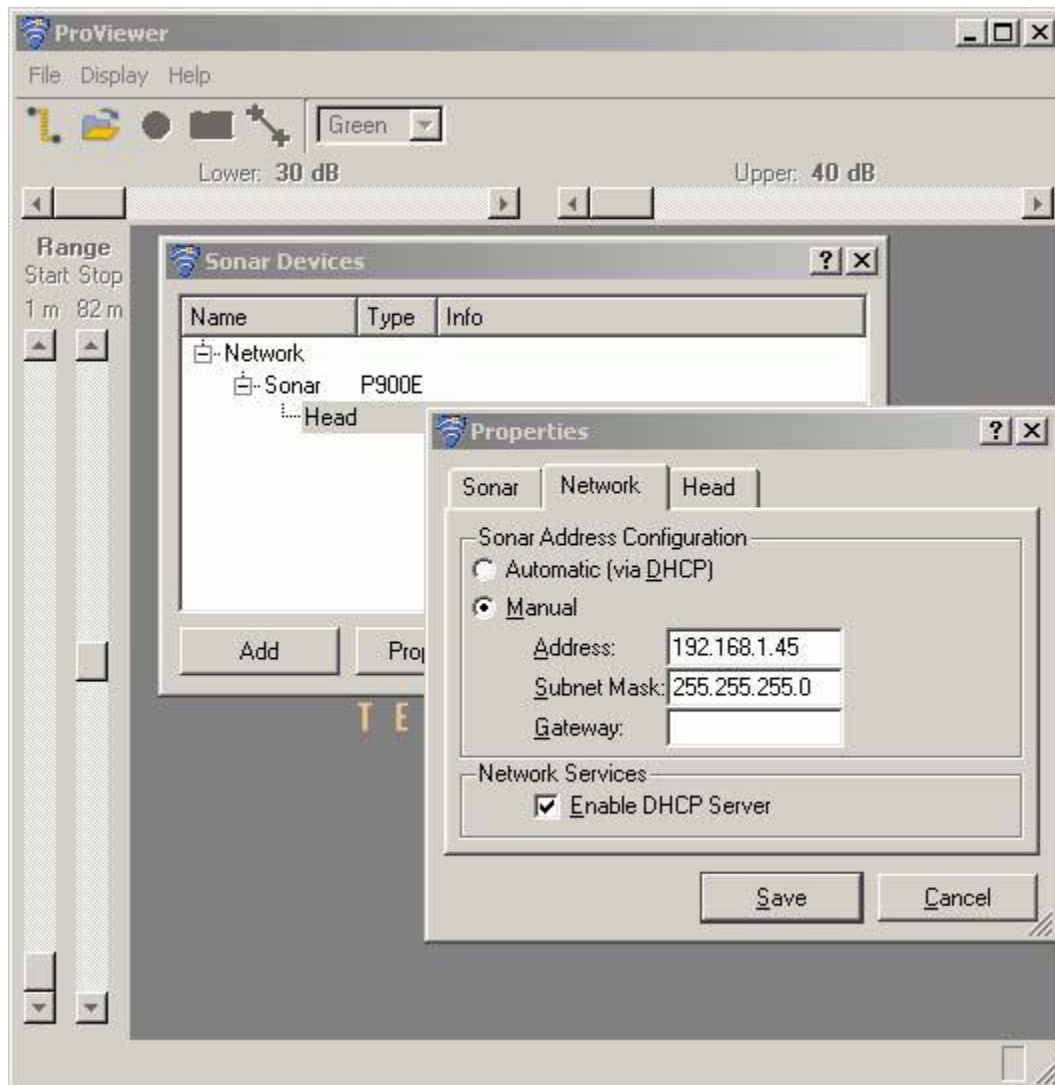 ProViewer
File Display Help
Green
Lower: 30 dB Upper: 40 dB
Range
Start Stop
1 m 82 m
Sonar Devices
Name Type Info
Network
Sonar P900E
Head
Add
T E
Properties
Sonar Network Head
Sonar Address Configuration
Automatic (via DHCP)
Manual
Address: 192.168.1.45
Subnet Mask: 255.255.255.0
Gateway:
Network Services
Enable DHCP Server
Save Cancel